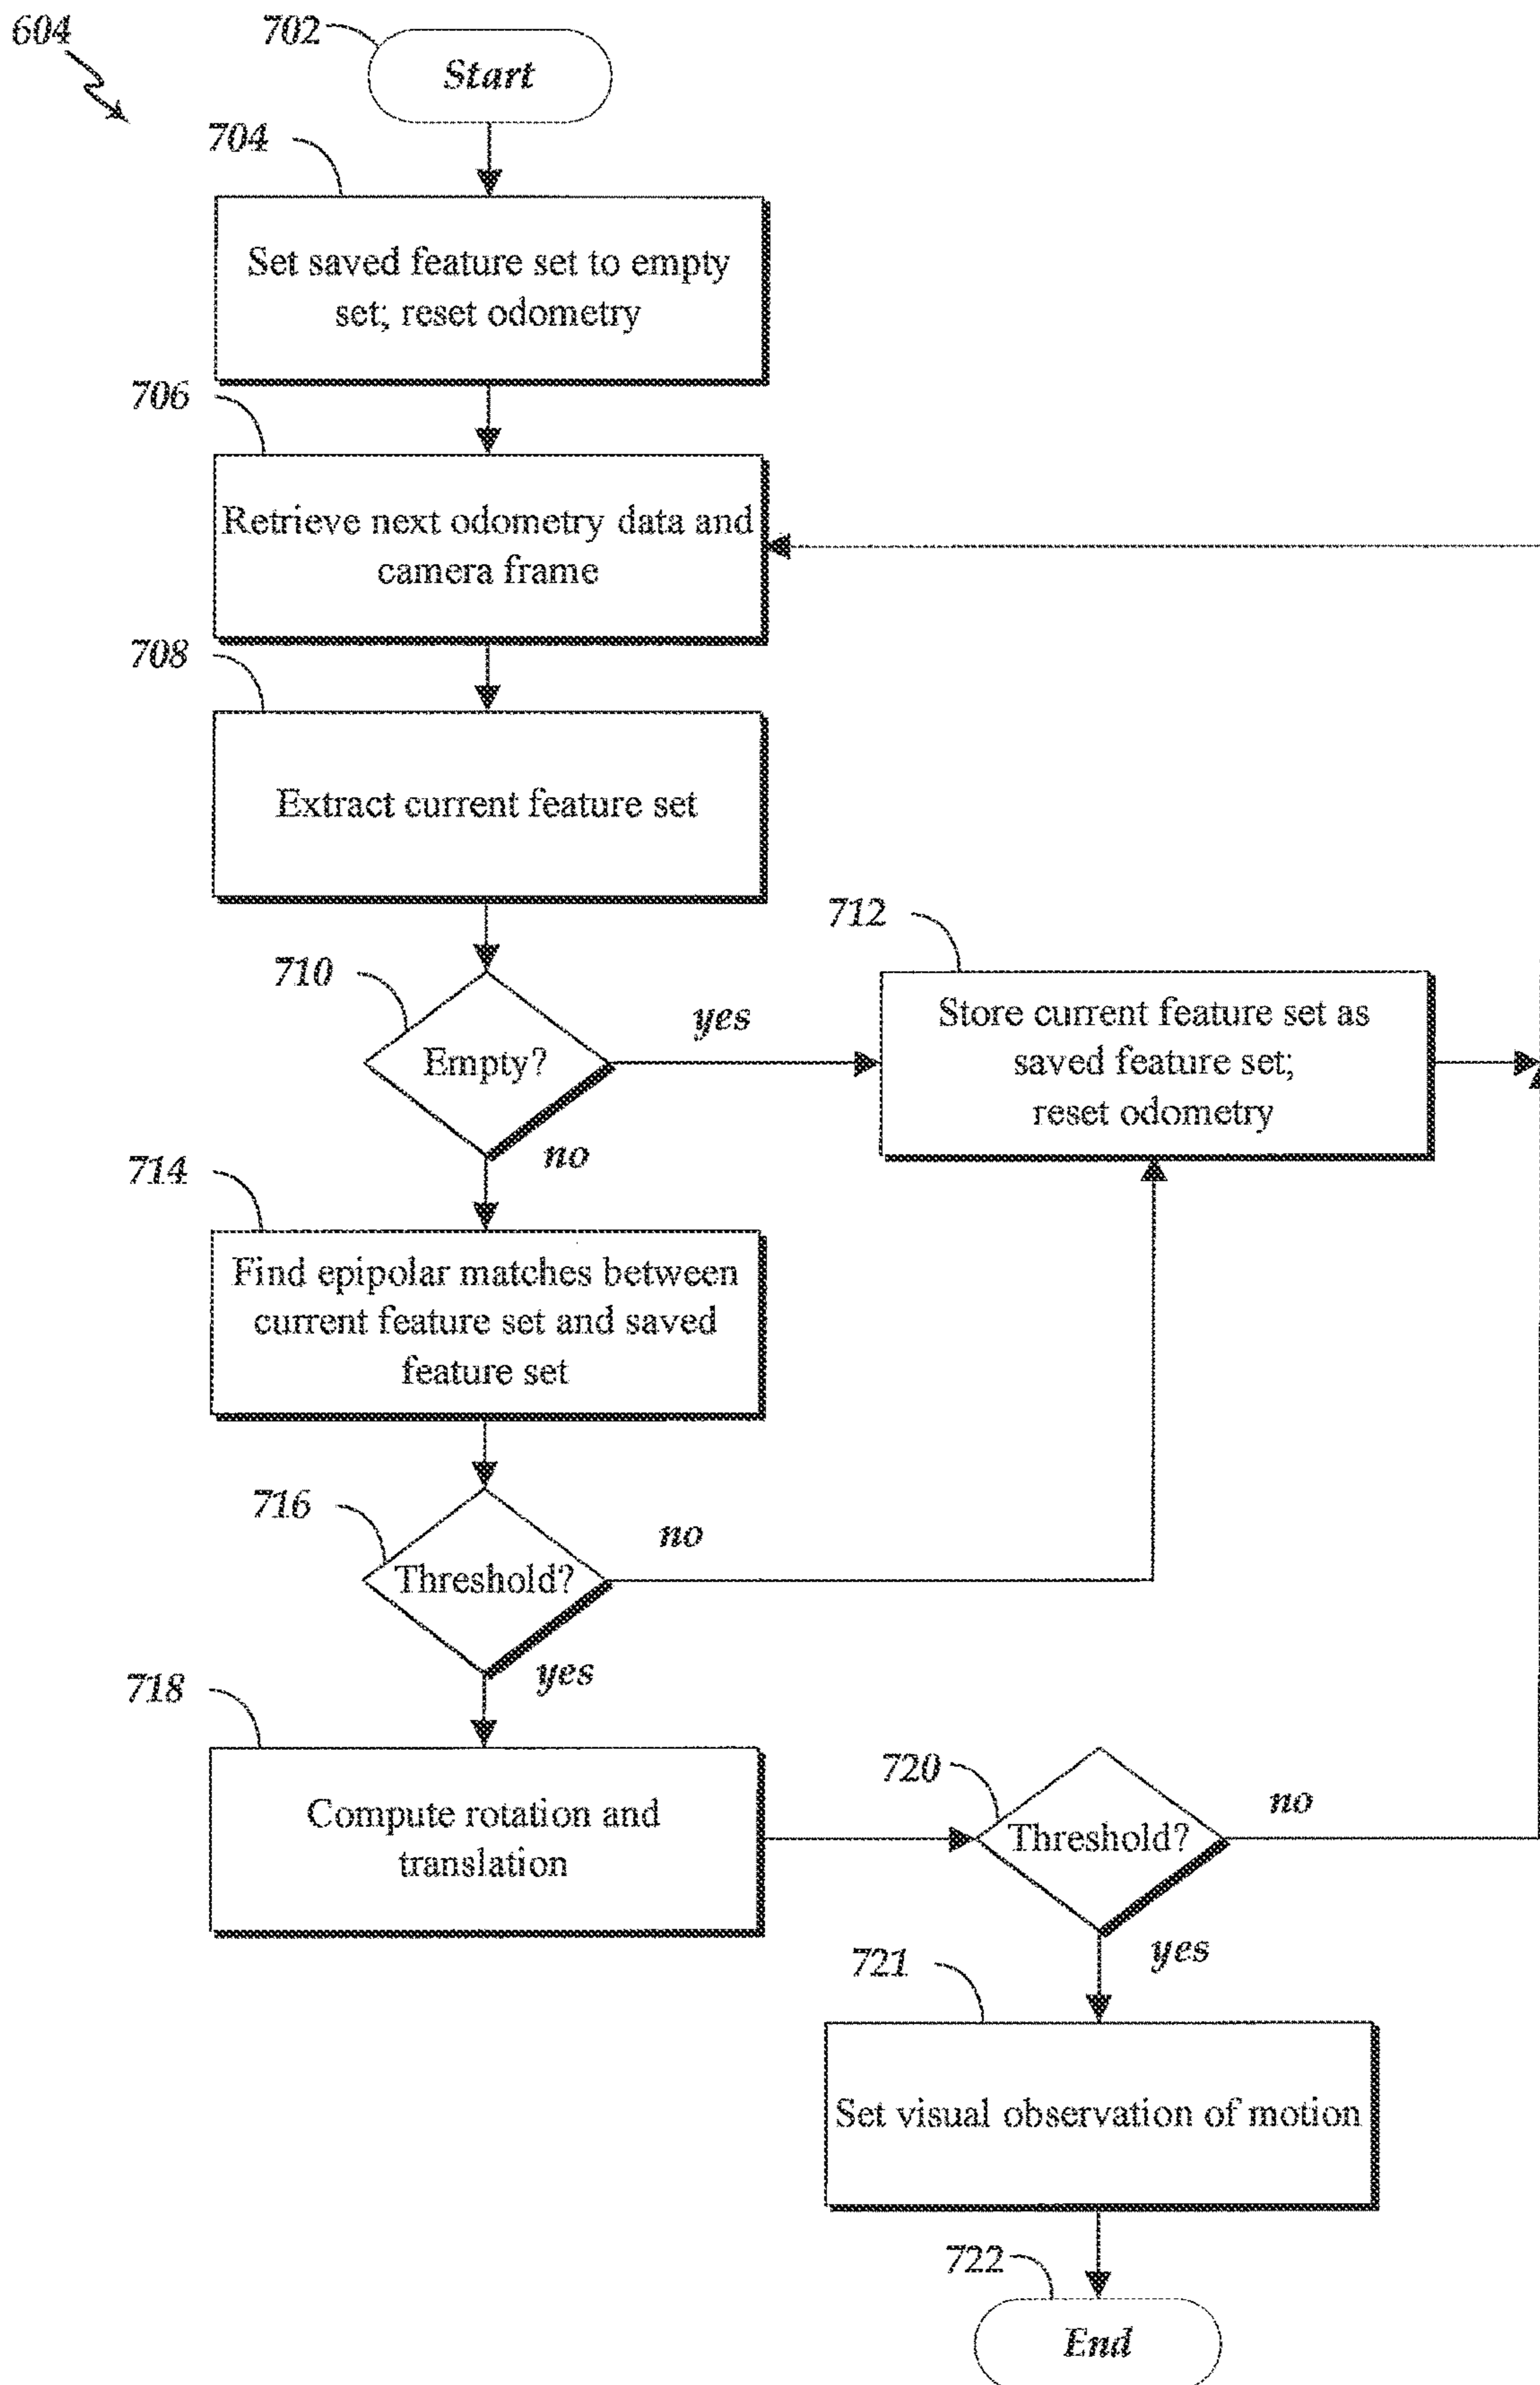 604
702
Start
704
Set saved feature set to empty
set; reset odometry
706
Retrieve next odometry data and
camera frame
708
Extract current feature set
710
Empty?
yes
no
712
Store current feature set as
saved feature set;
reset odometry
714
Find epipolar matches between
current feature set and saved
feature set
716
Threshold?
no
yes
718
Compute rotation and
translation
720
Threshold?
no
yes
721
Set visual observation of motion
722
End